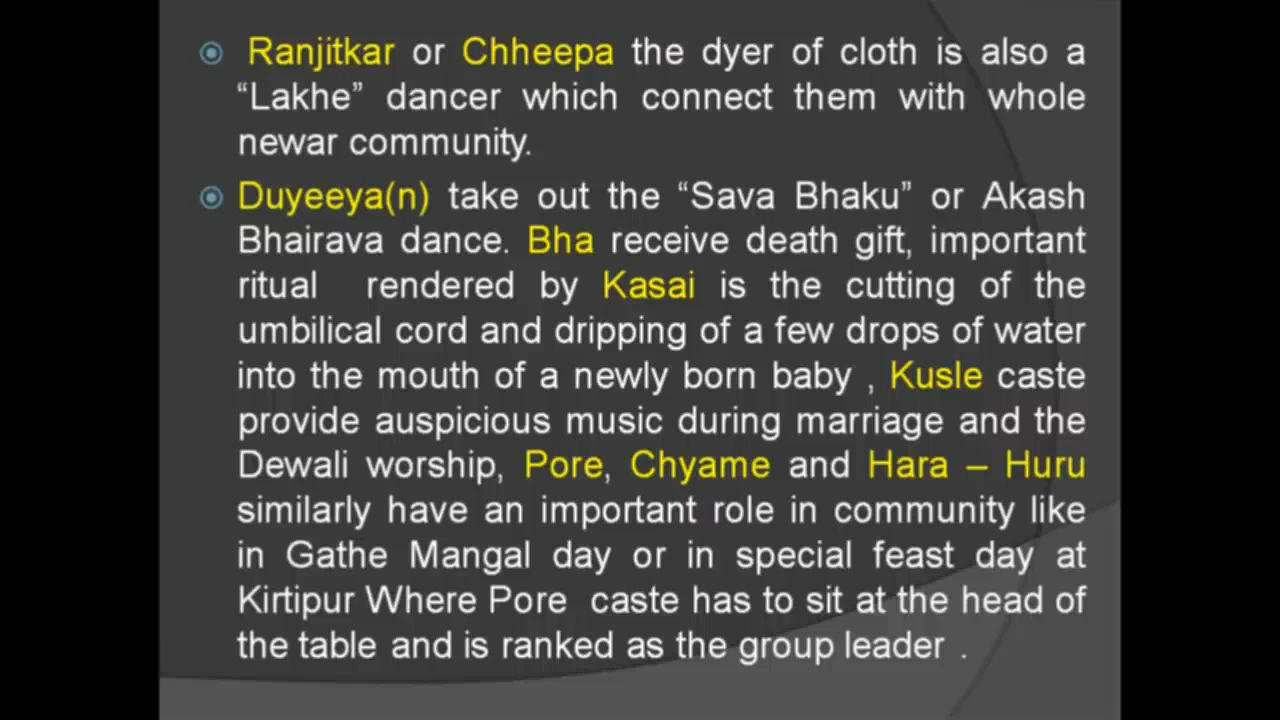 Ranjitkar or Chheepa the dyer of cloth is also a
“Lakhe” dancer which connect them with whole
newar community.
Duyeeya(n) take out the “Sava Bhaku” or Akash
Bhairava dance. Bha receive death gift, important
ritual rendered by Kasai is the cutting of the
umbilical cord and dripping of a few drops of water
into the mouth of a newly born baby , Kusle caste
provide auspicious music during marriage and the
Dewali worship, Pore, Chyame and Hara – Huru
similarly have an important role in community like
in Gathe Mangal day or in special feast day at
Kirtipur Where Pore caste has to sit at the head of
the table and is ranked as the group leader .